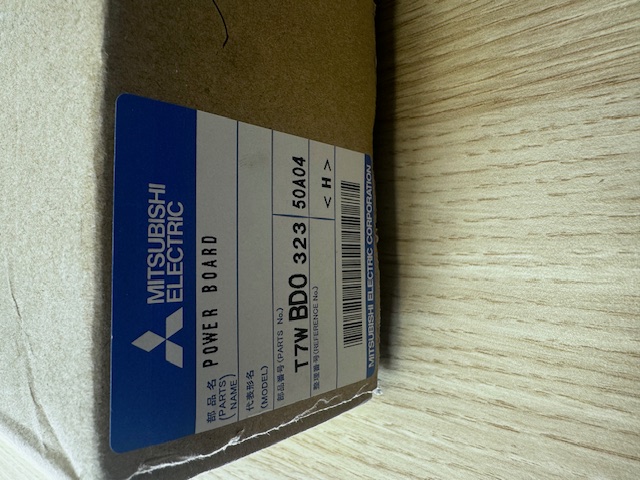 MITSUBISHI
ELECTRIC
部品名 POWER BOARD
(PARTS NAME)
代表形名
(MODEL)
部品番号(PARTS No.)
T7W BD0 323 50A04
整理番号(REFERENCE No.) < H >
MITSUBISHI ELECTRIC CORPORATION